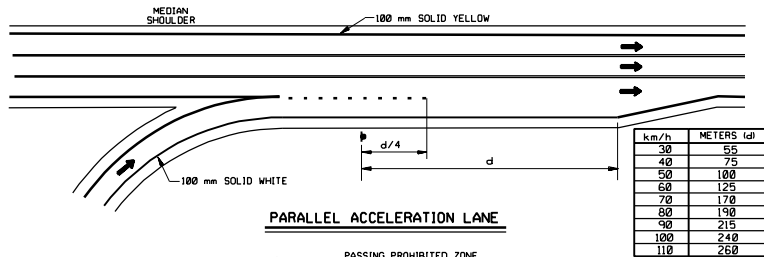 MEDIAN
SHOULDER
100 mm SOLID YELLOW
d/4
d
100 mm SOLID WHITE
PARALLEL ACCELERATION LANE
km/h METERS (d)
30 55
40 75
50 100
60 125
70 170
80 190
90 215
100 240
110 260
PASSING PROHIBITED ZONE